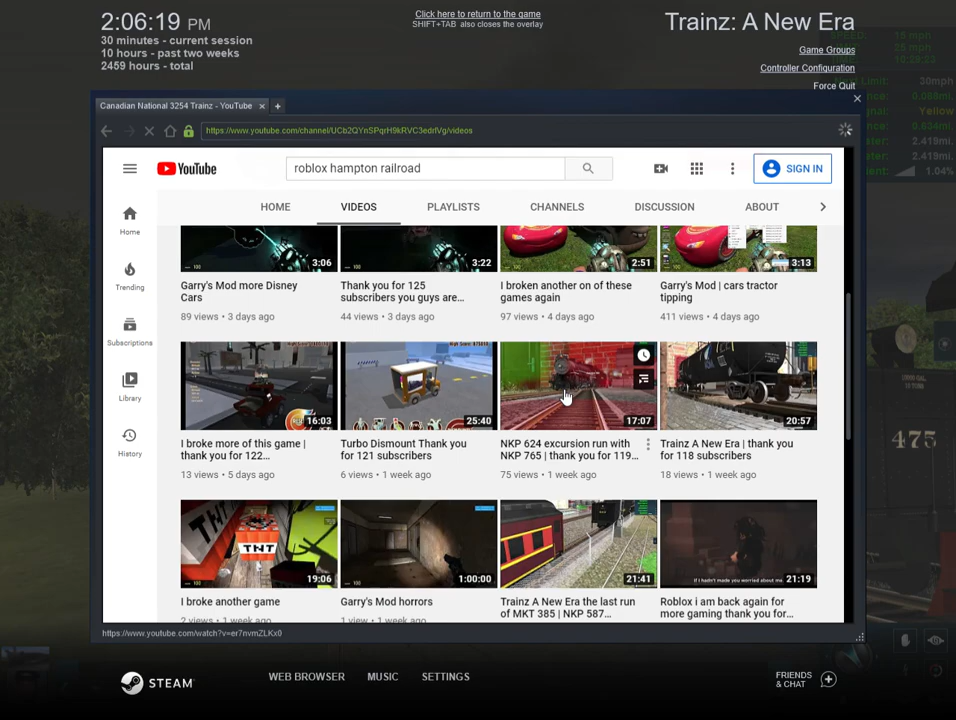 2:06:19 PM
30 minutes - current session
10 hours - past two weeks
2459 hours - total
Click here to return to the game
SHIFT+TAB also closes the overlay
Trainz: A New Era
Game Groups
Controller Configuration
Force Quit
Canadian National 3254 Trainz - YouTube
YouTube
roblox hampton railroad
SIGN IN
HOME VIDEOS PLAYLISTS CHANNELS DISCUSSION ABOUT
Home
Trending
Subscriptions
Library
History
3:06
3:22
2:51
3:13
Garry's Mod more Disney
Cars
89 views • 3 days ago
Thank you for 125
subscribers you guys are...
44 views • 3 days ago
I broken another on of these
games again
97 views • 4 days ago
Garry's Mod | cars tractor
tipping
411 views • 4 days ago
16:03
25:40
17:07
20:57
I broke more of this game |
thank you for 122...
13 views • 5 days ago
Turbo Dismount Thank you
for 121 subscribers
6 views • 1 week ago
NKP 624 excursion run with
NKP 765 | thank you for 119...
75 views • 1 week ago
Trainz A New Era | thank you
for 118 subscribers
18 views • 1 week ago
TNT
19:06
1:00:00
21:41
21:19
I broke another game
2 views • 1 week ago
Garry's Mod horrors
1 view • 1 week ago
Trainz A New Era the last run
of MKT 385 | NKP 587...
Roblox i am back again for
more gaming thank you for...
475
STEAM
WEB BROWSER MUSIC SETTINGS
FRIENDS
& CHAT